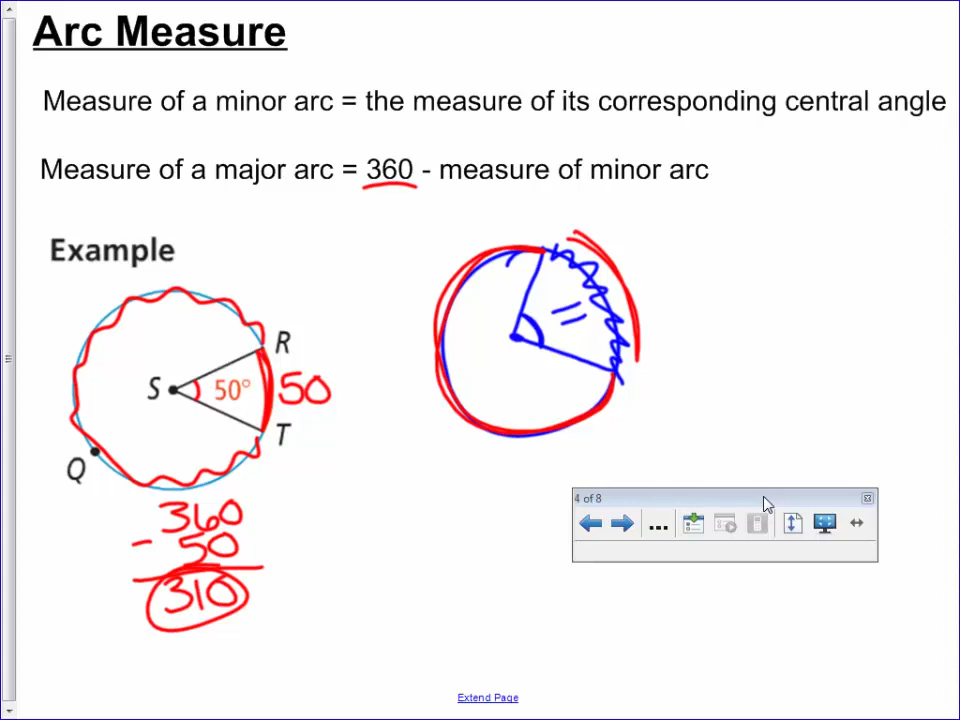 Arc Measure
Measure of a minor arc = the measure of its corresponding central angle
Measure of a major arc = 360 - measure of minor arc
Example
R
S 50° 50
T
Q
360
- 50
310
4 of 8
Extend Page